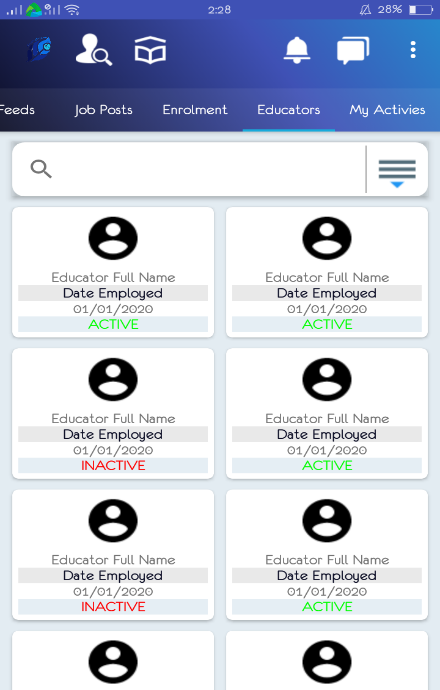 2:28 28%
Feeds Job Posts Enrolment Educators My Activies
Educator Full Name Educator Full Name
Date Employed Date Employed
01/01/2020 01/01/2020
ACTIVE ACTIVE
Educator Full Name Educator Full Name
Date Employed Date Employed
01/01/2020 01/01/2020
INACTIVE ACTIVE
Educator Full Name Educator Full Name
Date Employed Date Employed
01/01/2020 01/01/2020
INACTIVE ACTIVE